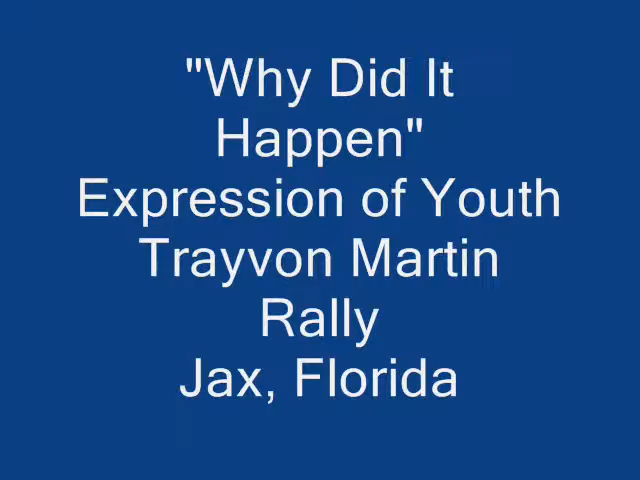 "Why Did It
Happen"
Expression of Youth
Trayvon Martin
Rally
Jax, Florida